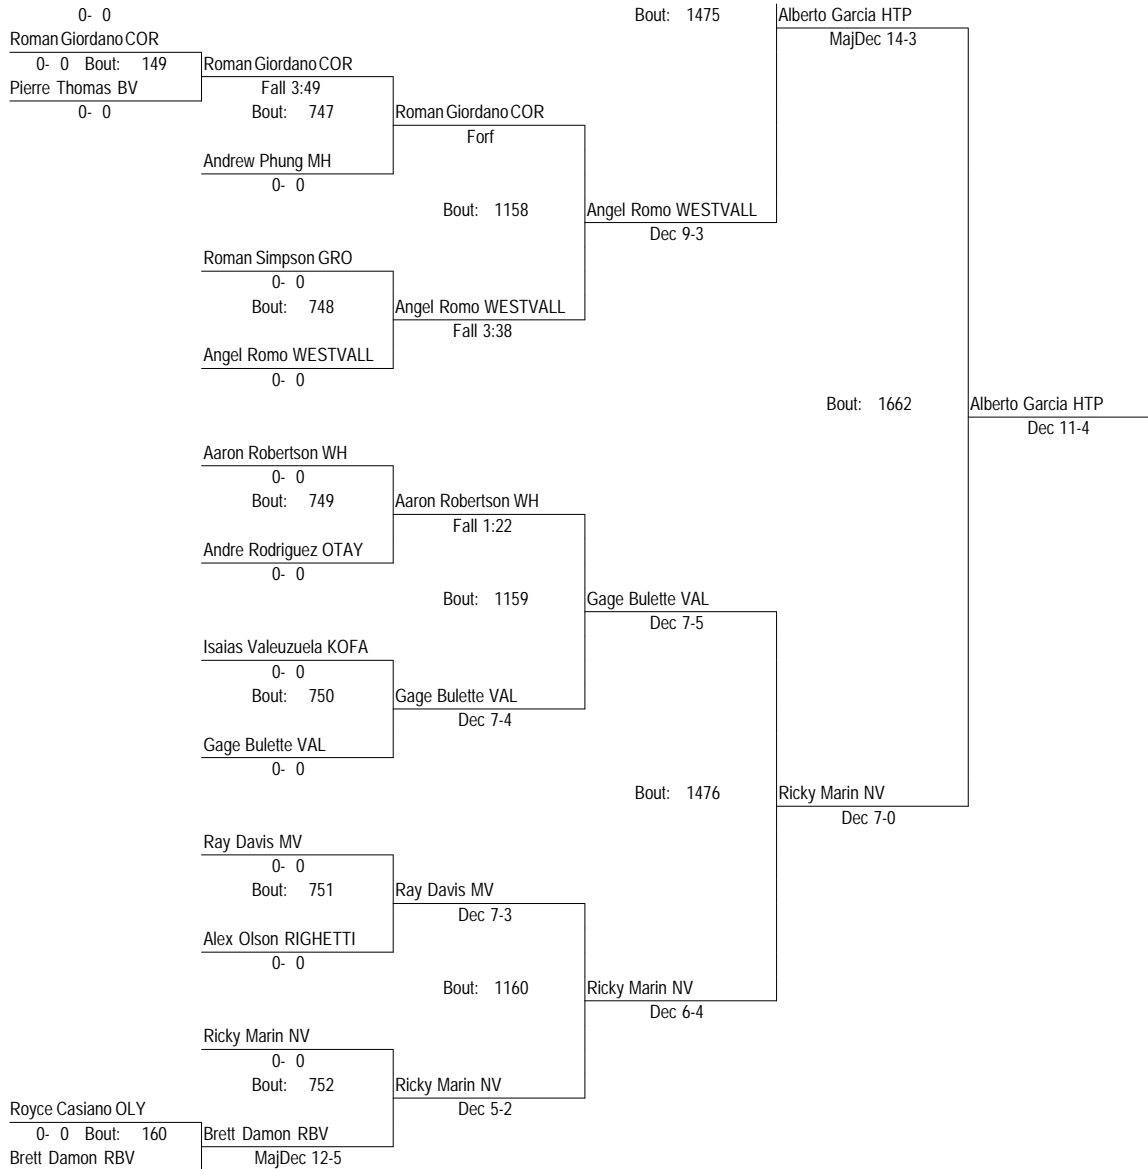 0- 0
Bout: 1475
Alberto Garcia HTP
MajDec 14-3
Roman Giordano COR
0- 0 Bout: 149
Roman Giordano COR
Pierre Thomas BV
Fall 3:49
0- 0
Bout: 747
Roman Giordano COR
Forf
Andrew Phung MH
0- 0
Bout: 1158
Angel Romo WESTVALL
Dec 9-3
Roman Simpson GRO
0- 0
Bout: 748
Angel Romo WESTVALL
Fall 3:38
Angel Romo WESTVALL
0- 0
Bout: 1662
Alberto Garcia HTP
Dec 11-4
Aaron Robertson WH
0- 0
Bout: 749
Aaron Robertson WH
Fall 1:22
Andre Rodriguez OTAY
0- 0
Bout: 1159
Gage Bulette VAL
Dec 7-5
Isaias Valeuzuela KOFA
0- 0
Bout: 750
Gage Bulette VAL
Dec 7-4
Gage Bulette VAL
0- 0
Bout: 1476
Ricky Marin NV
Dec 7-0
Ray Davis MV
0- 0
Bout: 751
Ray Davis MV
Dec 7-3
Alex Olson RIGHETTI
0- 0
Bout: 1160
Ricky Marin NV
Dec 6-4
Ricky Marin NV
0- 0
Bout: 752
Ricky Marin NV
Dec 5-2
Royce Casiano OLY
0- 0 Bout: 160
Brett Damon RBV
Brett Damon RBV
MajDec 12-5